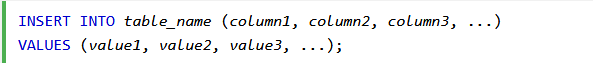 INSERT INTO table_name (column1, column2, column3, ...)
VALUES (value1, value2, value3, ...);